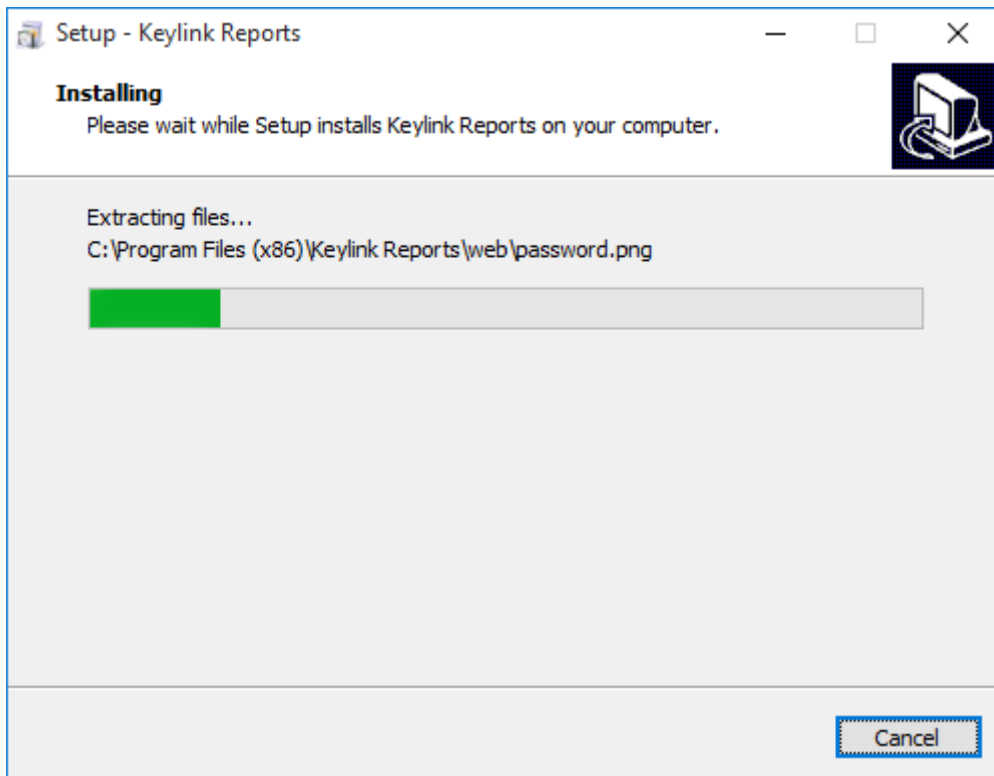 Setup - Keylink Reports
Installing
Please wait while Setup installs Keylink Reports on your computer.
Extracting files...
C:\Program Files (x86)\Keylink Reports\web\password.png
Cancel